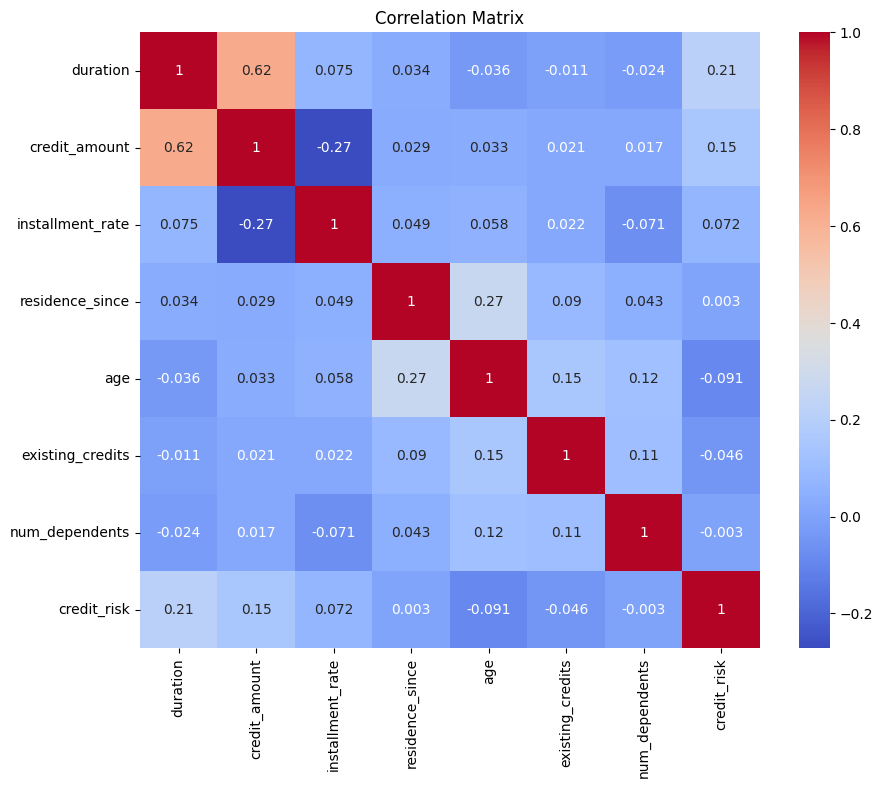 Correlation Matrix
duration 1 0.62 0.075 0.034 -0.036 -0.011 -0.024 0.21
credit_amount 0.62 1 -0.27 0.029 0.033 0.021 0.017 0.15
installment_rate 0.075 -0.27 1 0.049 0.058 0.022 -0.071 0.072
residence_since 0.034 0.029 0.049 1 0.27 0.09 0.043 0.003
age -0.036 0.033 0.058 0.27 1 0.15 0.12 -0.091
existing_credits -0.011 0.021 0.022 0.09 0.15 1 0.11 -0.046
num_dependents -0.024 0.017 -0.071 0.043 0.12 0.11 1 -0.003
credit_risk 0.21 0.15 0.072 0.003 -0.091 -0.046 -0.003 1
duration
credit_amount
installment_rate
residence_since
age
existing_credits
num_dependents
credit_risk
1.0
0.8
0.6
0.4
0.2
0.0
−0.2